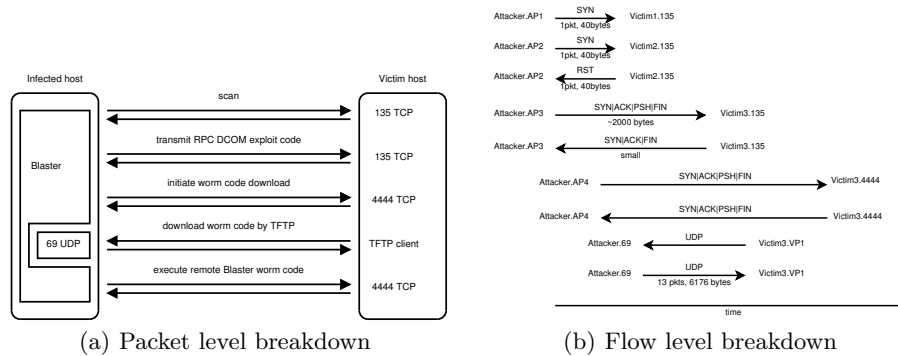 Infected host
Victim host
scan
135 TCP
transmit RPC DCOM exploit code
135 TCP
Blaster
initiate worm code download
4444 TCP
download worm code by TFTP
69 UDP
TFTP client
execute remote Blaster worm code
4444 TCP
(a) Packet level breakdown
Attacker.AP1 SYN Victim1.135
1pkt, 40bytes
Attacker.AP2 SYN Victim2.135
1pkt, 40bytes
Attacker.AP2 RST Victim2.135
1pkt, 40bytes
Attacker.AP3 SYN|ACK|PSH|FIN Victim3.135
~2000 bytes
Attacker.AP3 SYN|ACK|FIN Victim3.135
small
Attacker.AP4 SYN|ACK|PSH|FIN Victim3.4444
Attacker.AP4 SYN|ACK|PSH|FIN Victim3.4444
Attacker.69 UDP Victim3.VP1
Attacker.69 UDP Victim3.VP1
13 pkts, 6176 bytes
time
(b) Flow level breakdown